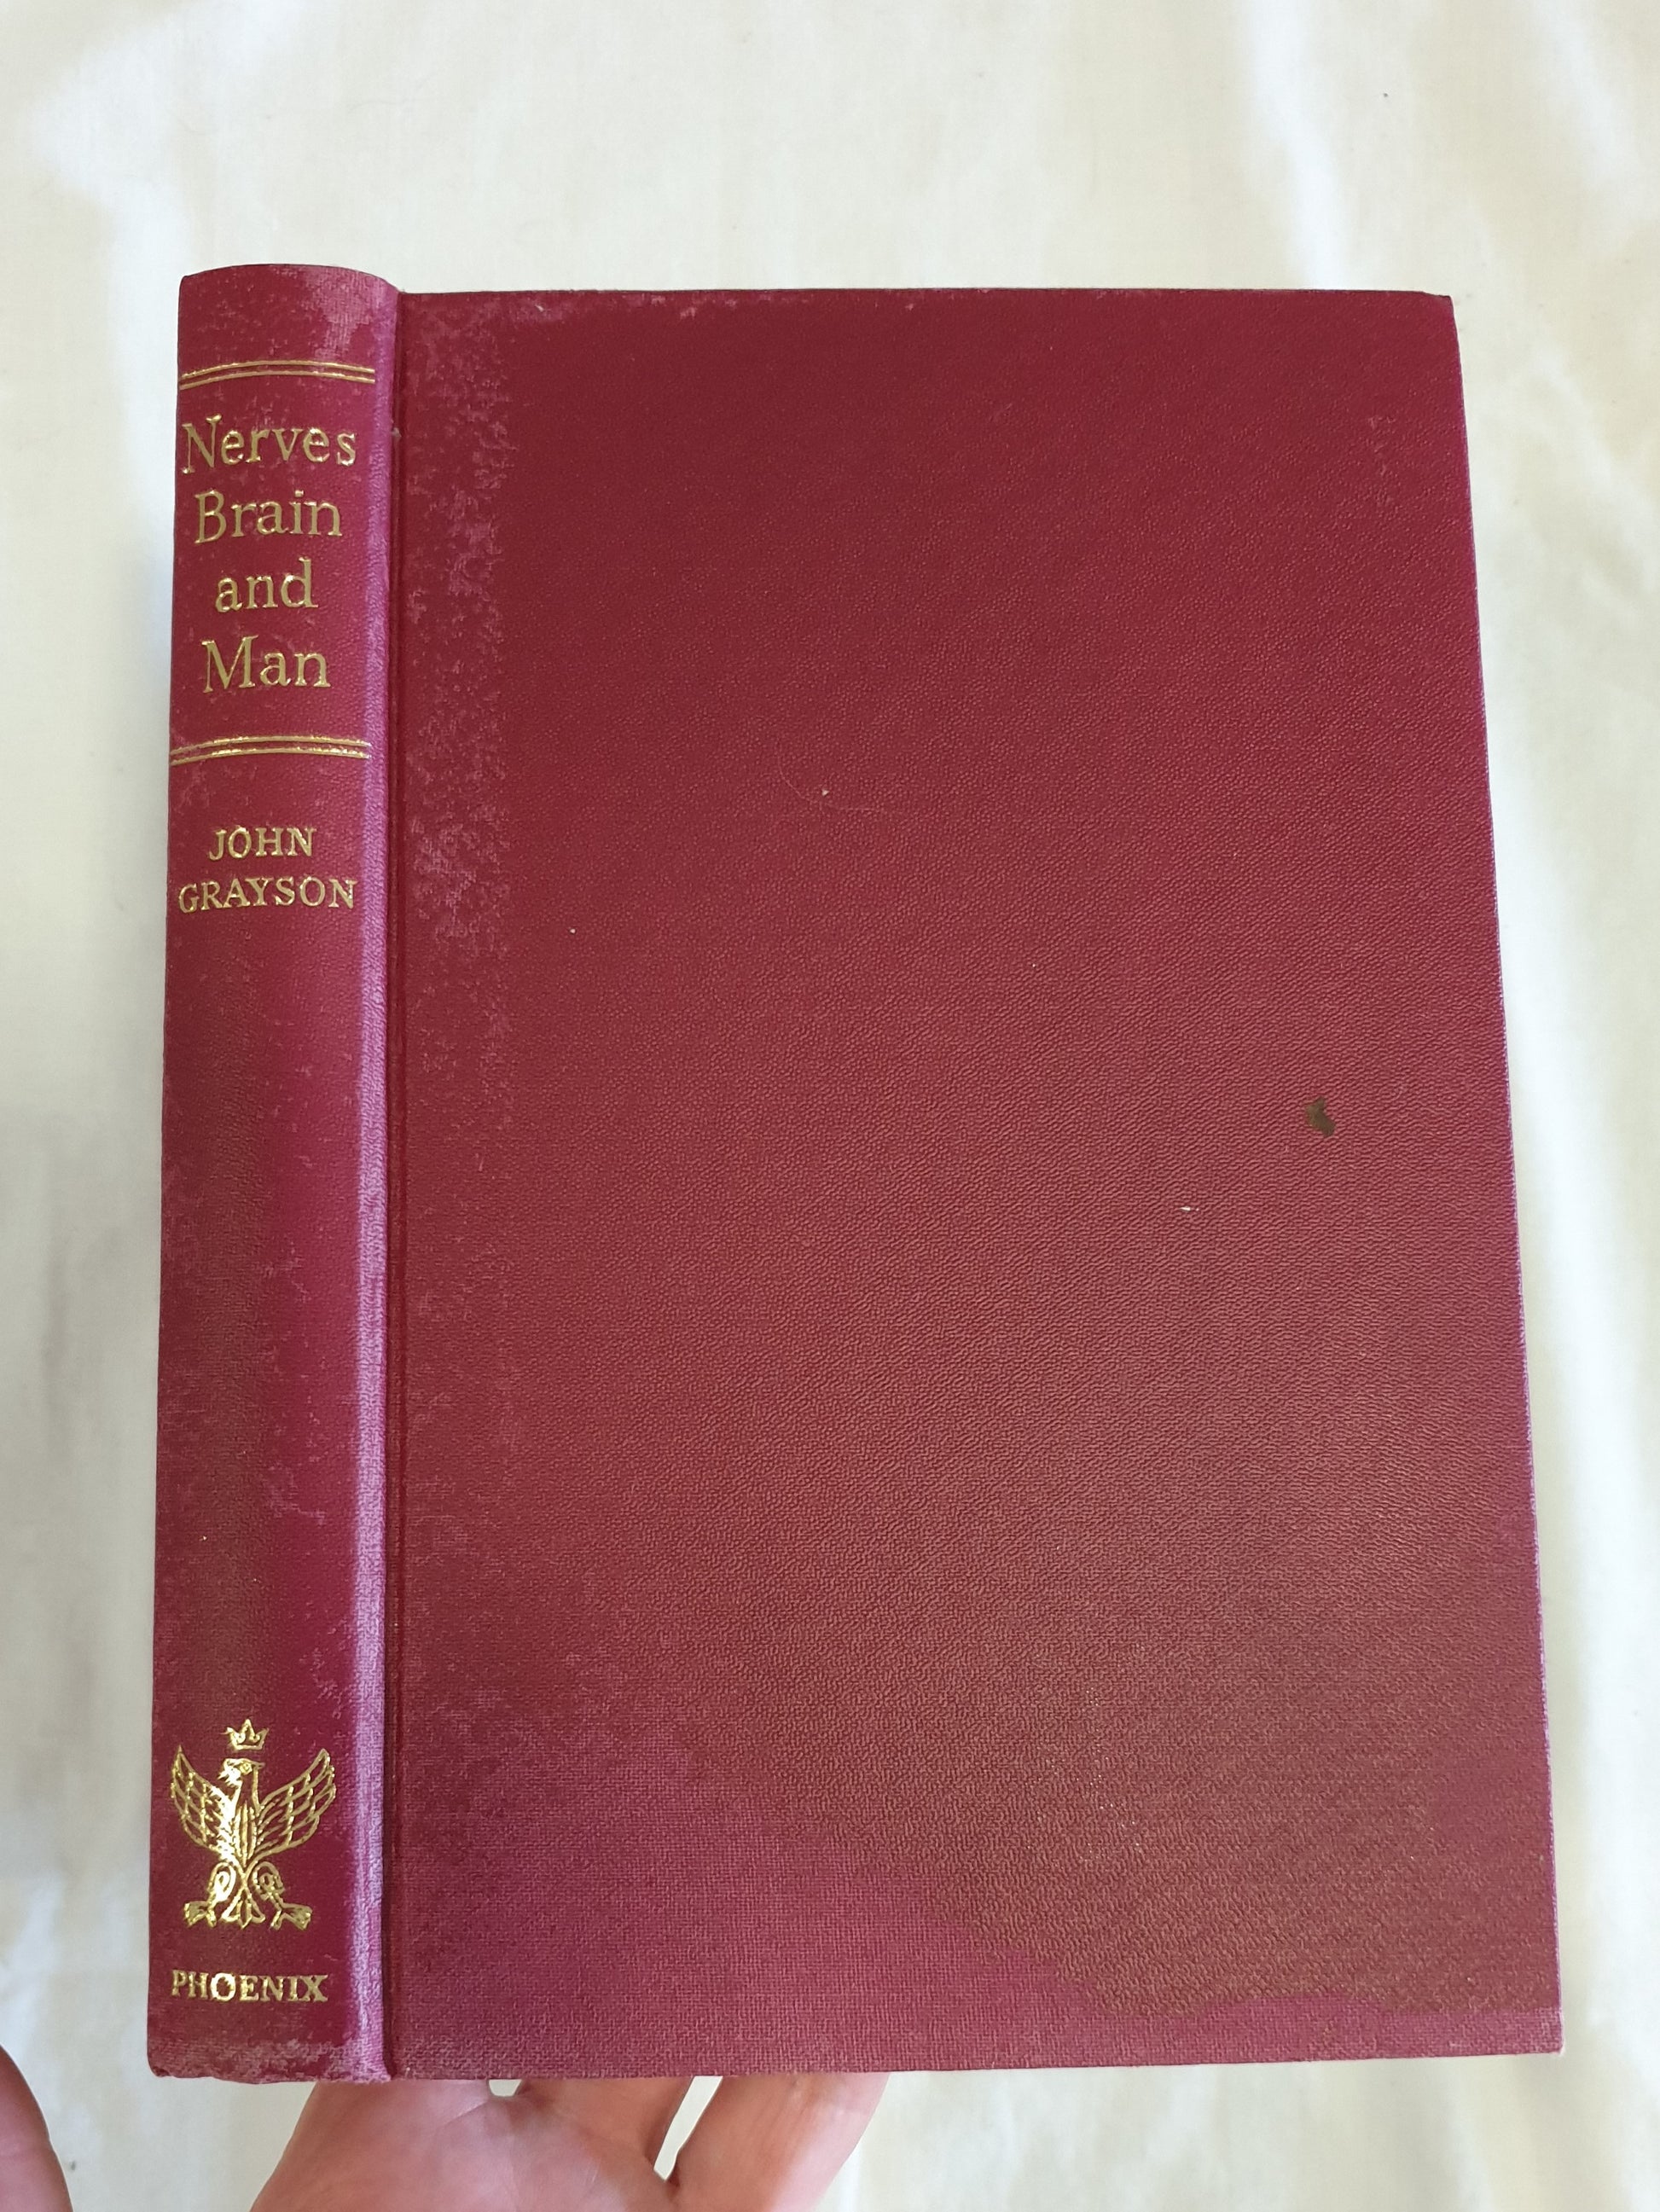 Nerves
Brain
and
Man
JOHN
GRAYSON
PHOENIX